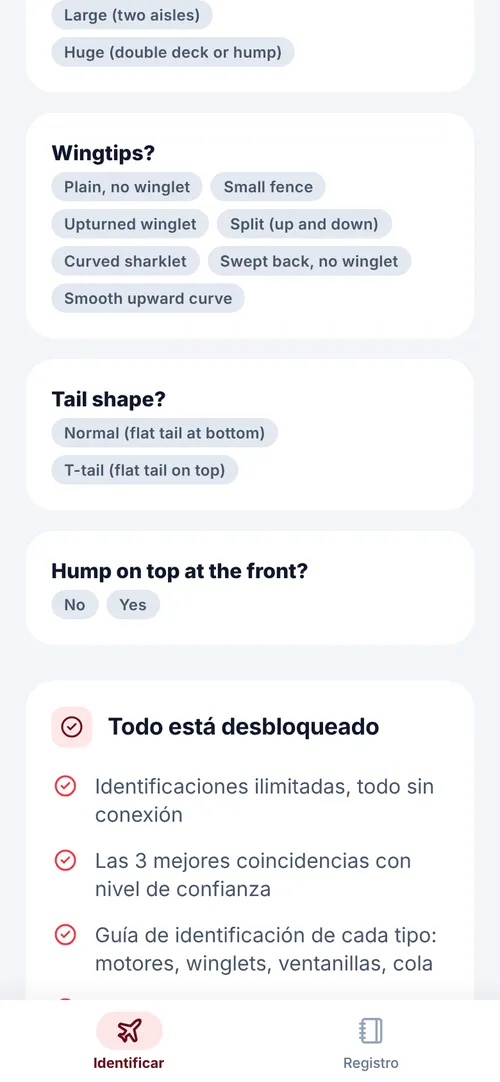 Large (two aisles)
Huge (double deck or hump)
Wingtips?
Plain, no winglet
Small fence
Upturned winglet
Split (up and down)
Curved sharklet
Swept back, no winglet
Smooth upward curve
Tail shape?
Normal (flat tail at bottom)
T-tail (flat tail on top)
Hump on top at the front?
No
Yes
Todo está desbloqueado
Identificaciones ilimitadas, todo sin
conexión
Las 3 mejores coincidencias con
nivel de confianza
Guía de identificación de cada tipo:
motores, winglets, ventanillas, cola
Identificar
Registro